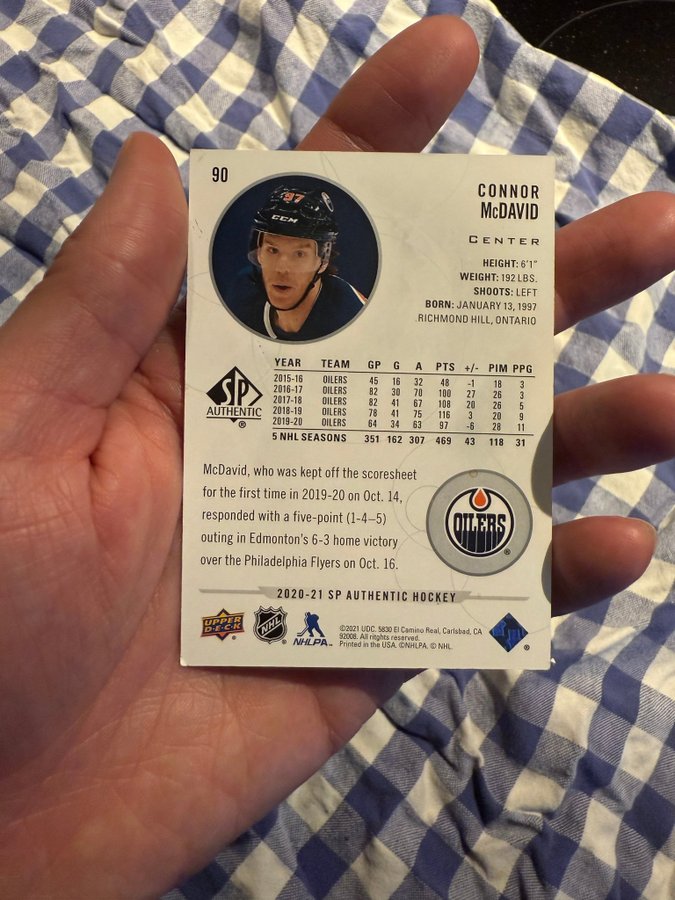 90
97
CCM
CONNOR
McDAVID
CENTER
HEIGHT: 6'1"
WEIGHT: 192 LBS.
SHOOTS: LEFT
BORN: JANUARY 13, 1997
RICHMOND HILL, ONTARIO
SP
AUTHENTIC
®
YEAR TEAM GP G A PTS +/- PIM PPG
2015-16 OILERS 45 16 32 48 -1 18 3
2016-17 OILERS 82 30 70 100 27 26 3
2017-18 OILERS 82 41 67 108 20 26 5
2018-19 OILERS 78 41 75 116 3 20 9
2019-20 OILERS 64 34 63 97 -6 28 11
5 NHL SEASONS 351 162 307 469 43 118 31
McDavid, who was kept off the scoresheet
for the first time in 2019-20 on Oct. 14,
responded with a five-point (1-4–5)
outing in Edmonton's 6-3 home victory
over the Philadelphia Flyers on Oct. 16.
OILERS
®
2020-21 SP AUTHENTIC HOCKEY
UPPER
DECK
NHL
NHLPA
©2021 UDC. 5830 El Camino Real, Carlsbad, CA
92008. All rights reserved.
Printed in the USA. ©NHLPA. © NHL.
®